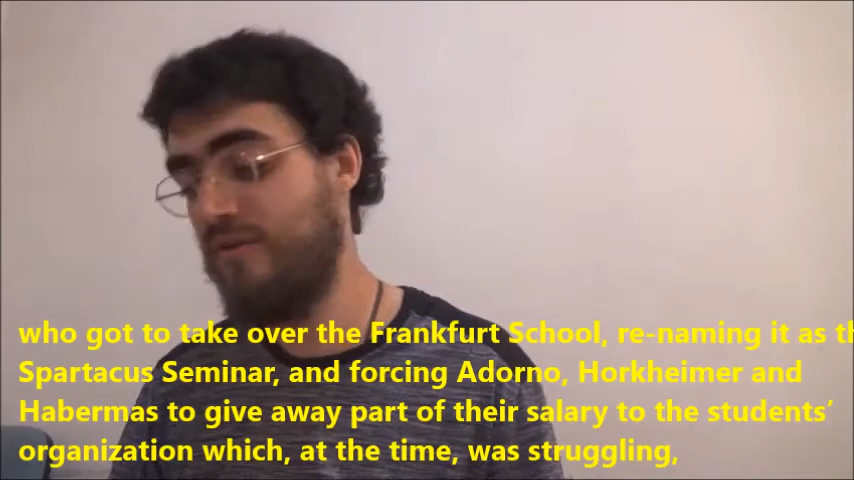 who got to take over the Frankfurt School, re-naming it as th
Spartacus Seminar, and forcing Adorno, Horkheimer and
Habermas to give away part of their salary to the students’
organization which, at the time, was struggling,